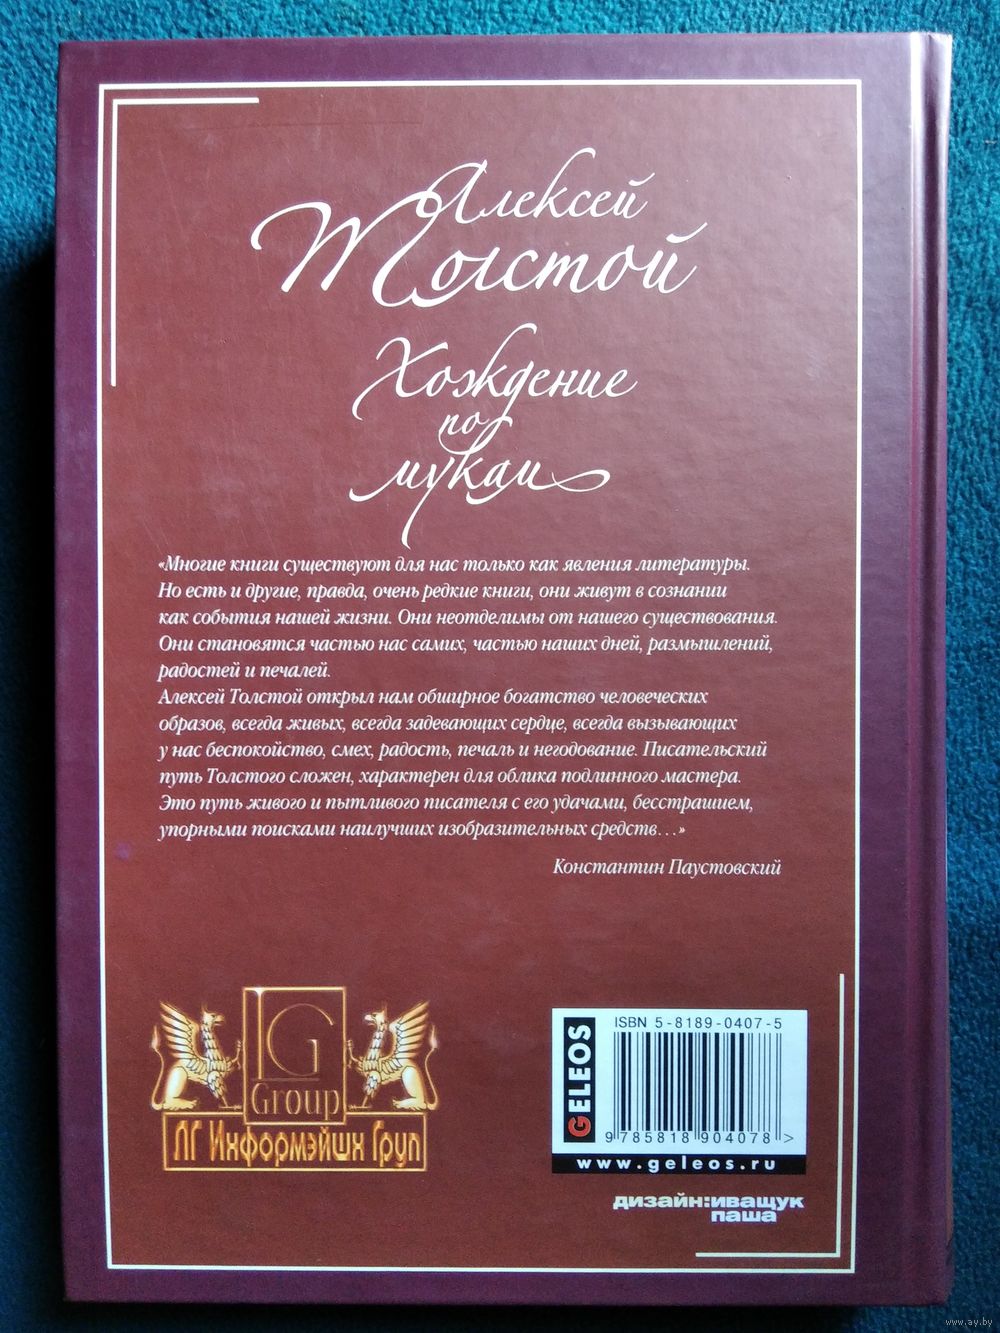 Алексей
Толстой
Хождение
по
мукам
«Многие книги существуют для нас только как явления литературы.
Но есть и другие, правда, очень редкие книги, они живут в сознании
как события нашей жизни. Они неотделимы от нашего существования.
Они становятся частью нас самих, частью наших дней, размышлений,
радостей и печалей.
Алексей Толстой открыл нам обширное богатство человеческих
образов, всегда живых, всегда задевающих сердце, всегда вызывающих
у нас беспокойство, смех, радость, печаль и негодование. Писательский
путь Толстого сложен, характерен для облика подлинного мастера.
Это путь живого и пытливого писателя с его удачами, бесстрашием,
упорными поисками наилучших изобразительных средств…»
Константин Паустовский
LG
Group
ЛГ Информэйшн Груп
GELEOS
ISBN 5-8189-0407-5
9 785818 904078 >
www.geleos.ru
дизайн:иващук
паша
www.ay.by